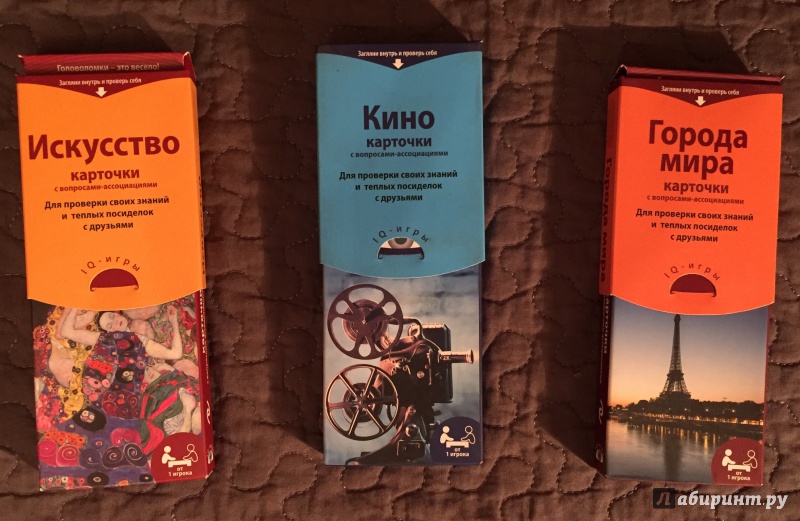 Головоломки – это весело!
Загляни внутрь и проверь себя
Искусство
карточки
с вопросами-ассоциациями
Для проверки своих знаний
и теплых посиделок
с друзьями
IQ-игры
от
1 игрока
Загляни внутрь и проверь себя
Кино
карточки
с вопросами-ассоциациями
Для проверки своих знаний
и теплых посиделок
с друзьями
IQ-игры
от
1 игрока
Загляни внутрь и проверь себя
Города
мира
карточки
с вопросами-ассоциациями
Для проверки своих знаний
и теплых посиделок
с друзьями
IQ-игры
от
1 игрока
Лабиринт.ру